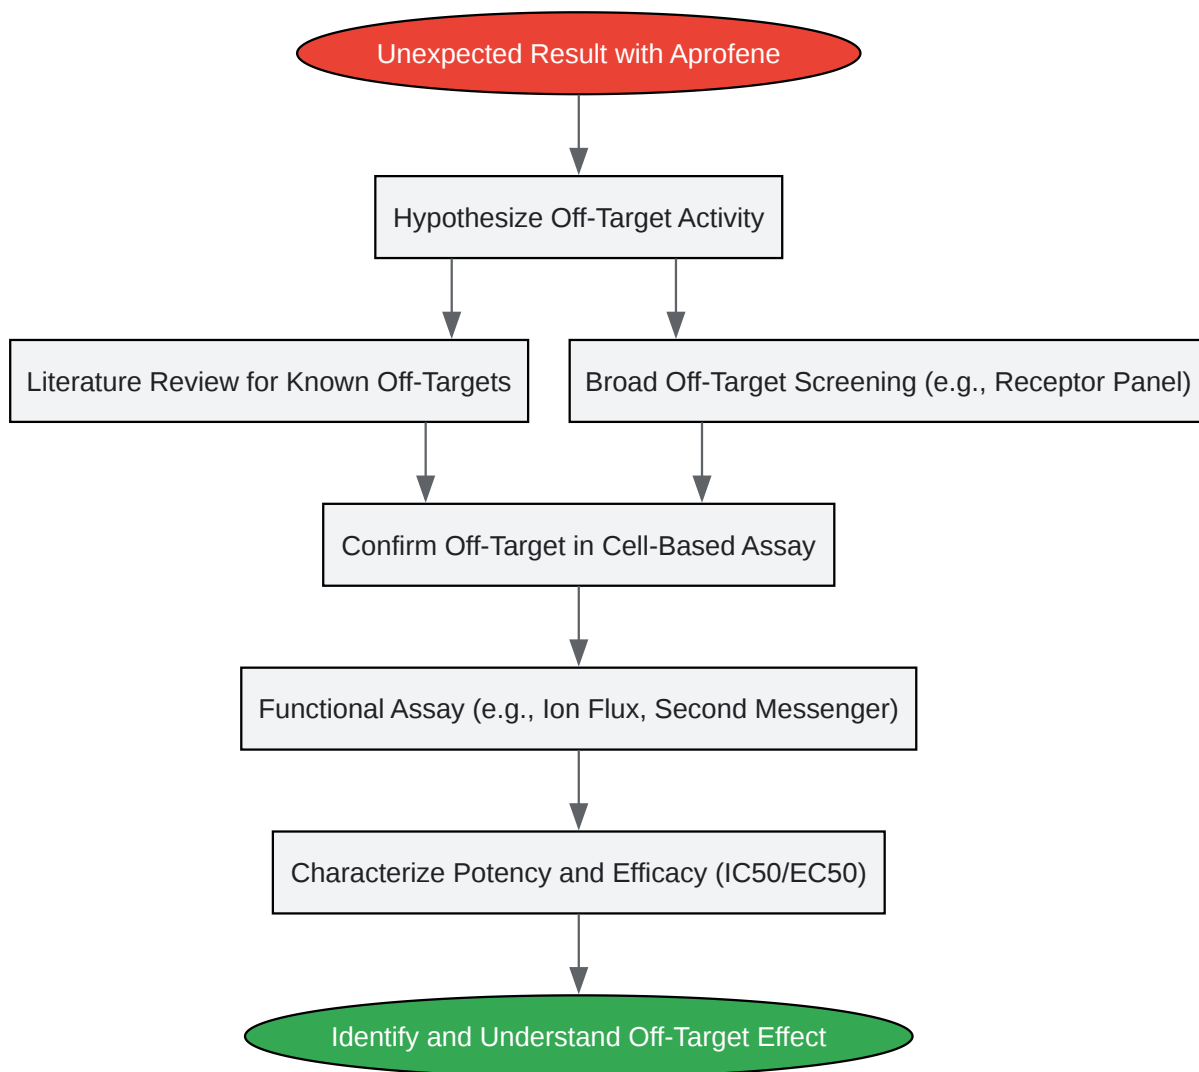 Unexpected Result with Aprofene
Hypothesize Off-Target Activity
Literature Review for Known Off-Targets
Broad Off-Target Screening (e.g., Receptor Panel)
Confirm Off-Target in Cell-Based Assay
Functional Assay (e.g., Ion Flux, Second Messenger)
Characterize Potency and Efficacy (IC50/EC50)
Identify and Understand Off-Target Effect